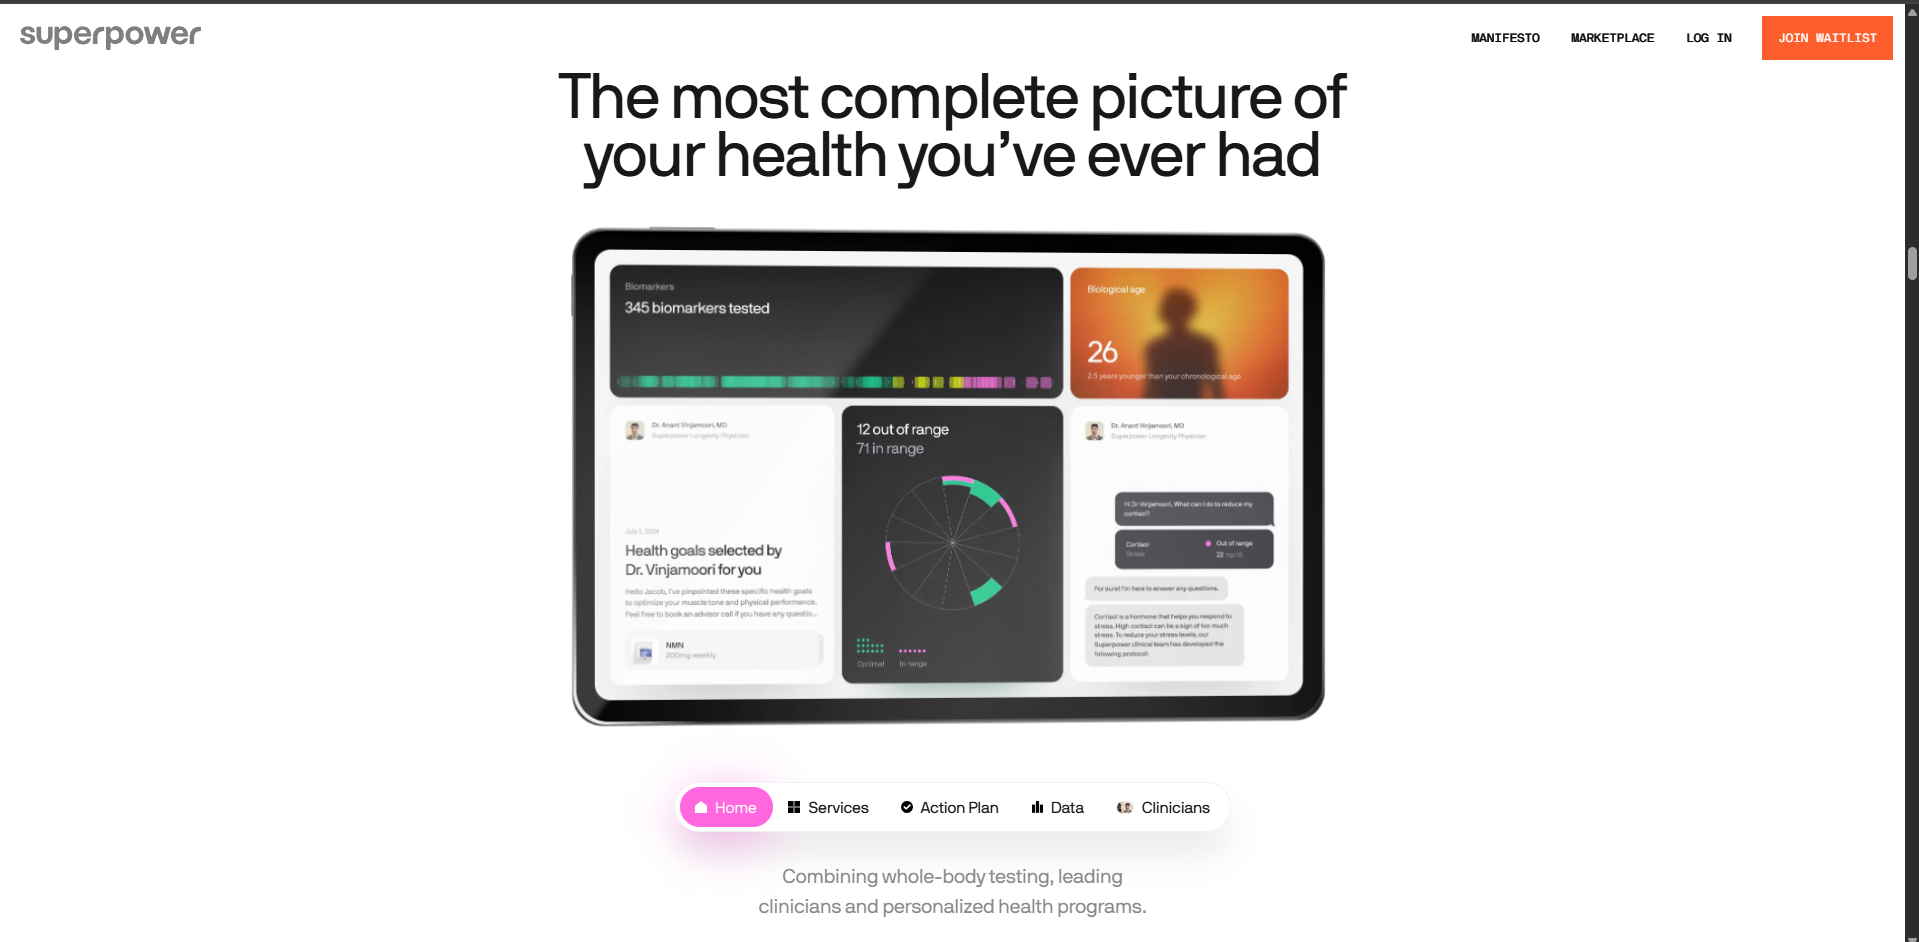 superpower
MANIFESTO
MARKETPLACE
LOG IN
JOIN WAITLIST
The most complete picture of
your health you’ve ever had
Biomarkers
345 biomarkers tested
Biological age
26
2.5 years younger than your chronological age
Dr. Anant Vinjamoori, MD
Superpower Longevity Physician
July 1, 2024
Health goals selected by
Dr. Vinjamoori for you
Hello Jacob, I've pinpointed these specific health goals
to optimize your muscle tone and physical performance.
Feel free to book an advisor call if you have any questio...
NMN
200mg weekly
12 out of range
71 in range
Optimal
In range
Dr. Anant Vinjamoori, MD
Superpower Longevity Physician
Hi Dr Vinjamoori, What can I do to reduce my
cortisol?
Cortisol
Stress
Out of range
22 ng/dL
For sure! I'm here to answer any questions.
Cortisol is a hormone that helps you respond to
stress. High cortisol can be a sign of too much
stress. To reduce your stress levels, our
Superpower clinical team has developed the
following protocol:
Home
Services
Action Plan
Data
Clinicians
Combining whole-body testing, leading
clinicians and personalized health programs.